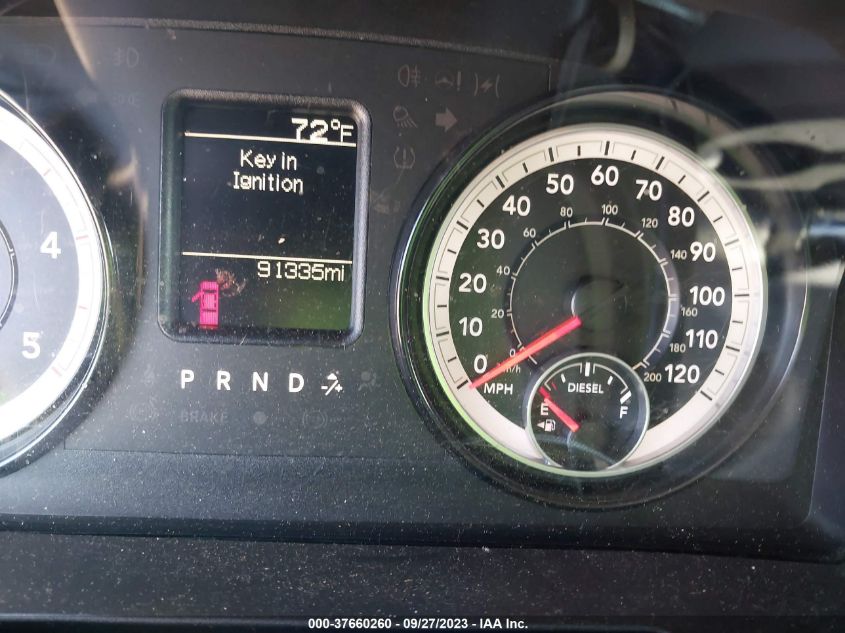 72°F
Key in
Ignition
91335mi
4
5
P R N D
BRAKE
0 10 20 30 40 50 60 70 80 90 100 110 120
MPH
0 20 40 60 80 100 120 140 160 180 200
km/h
DIESEL
E F
000-37660260 - 09/27/2023 - IAA Inc.